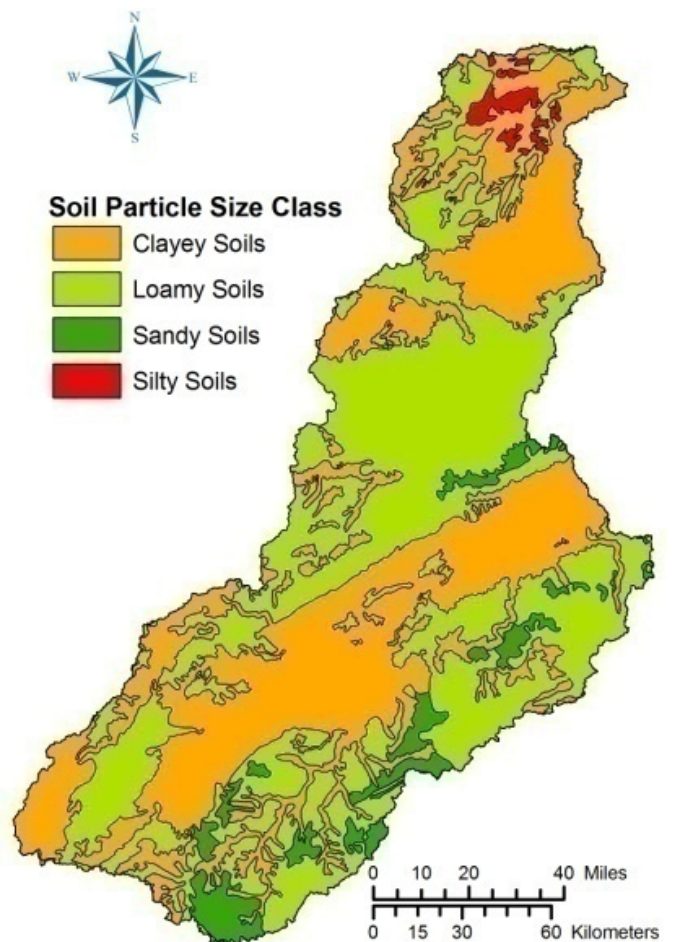 N
W E
S
Soil Particle Size Class
Clayey Soils
Loamy Soils
Sandy Soils
Silty Soils
0 10 20 40 Miles
0 15 30 60 Kilometers